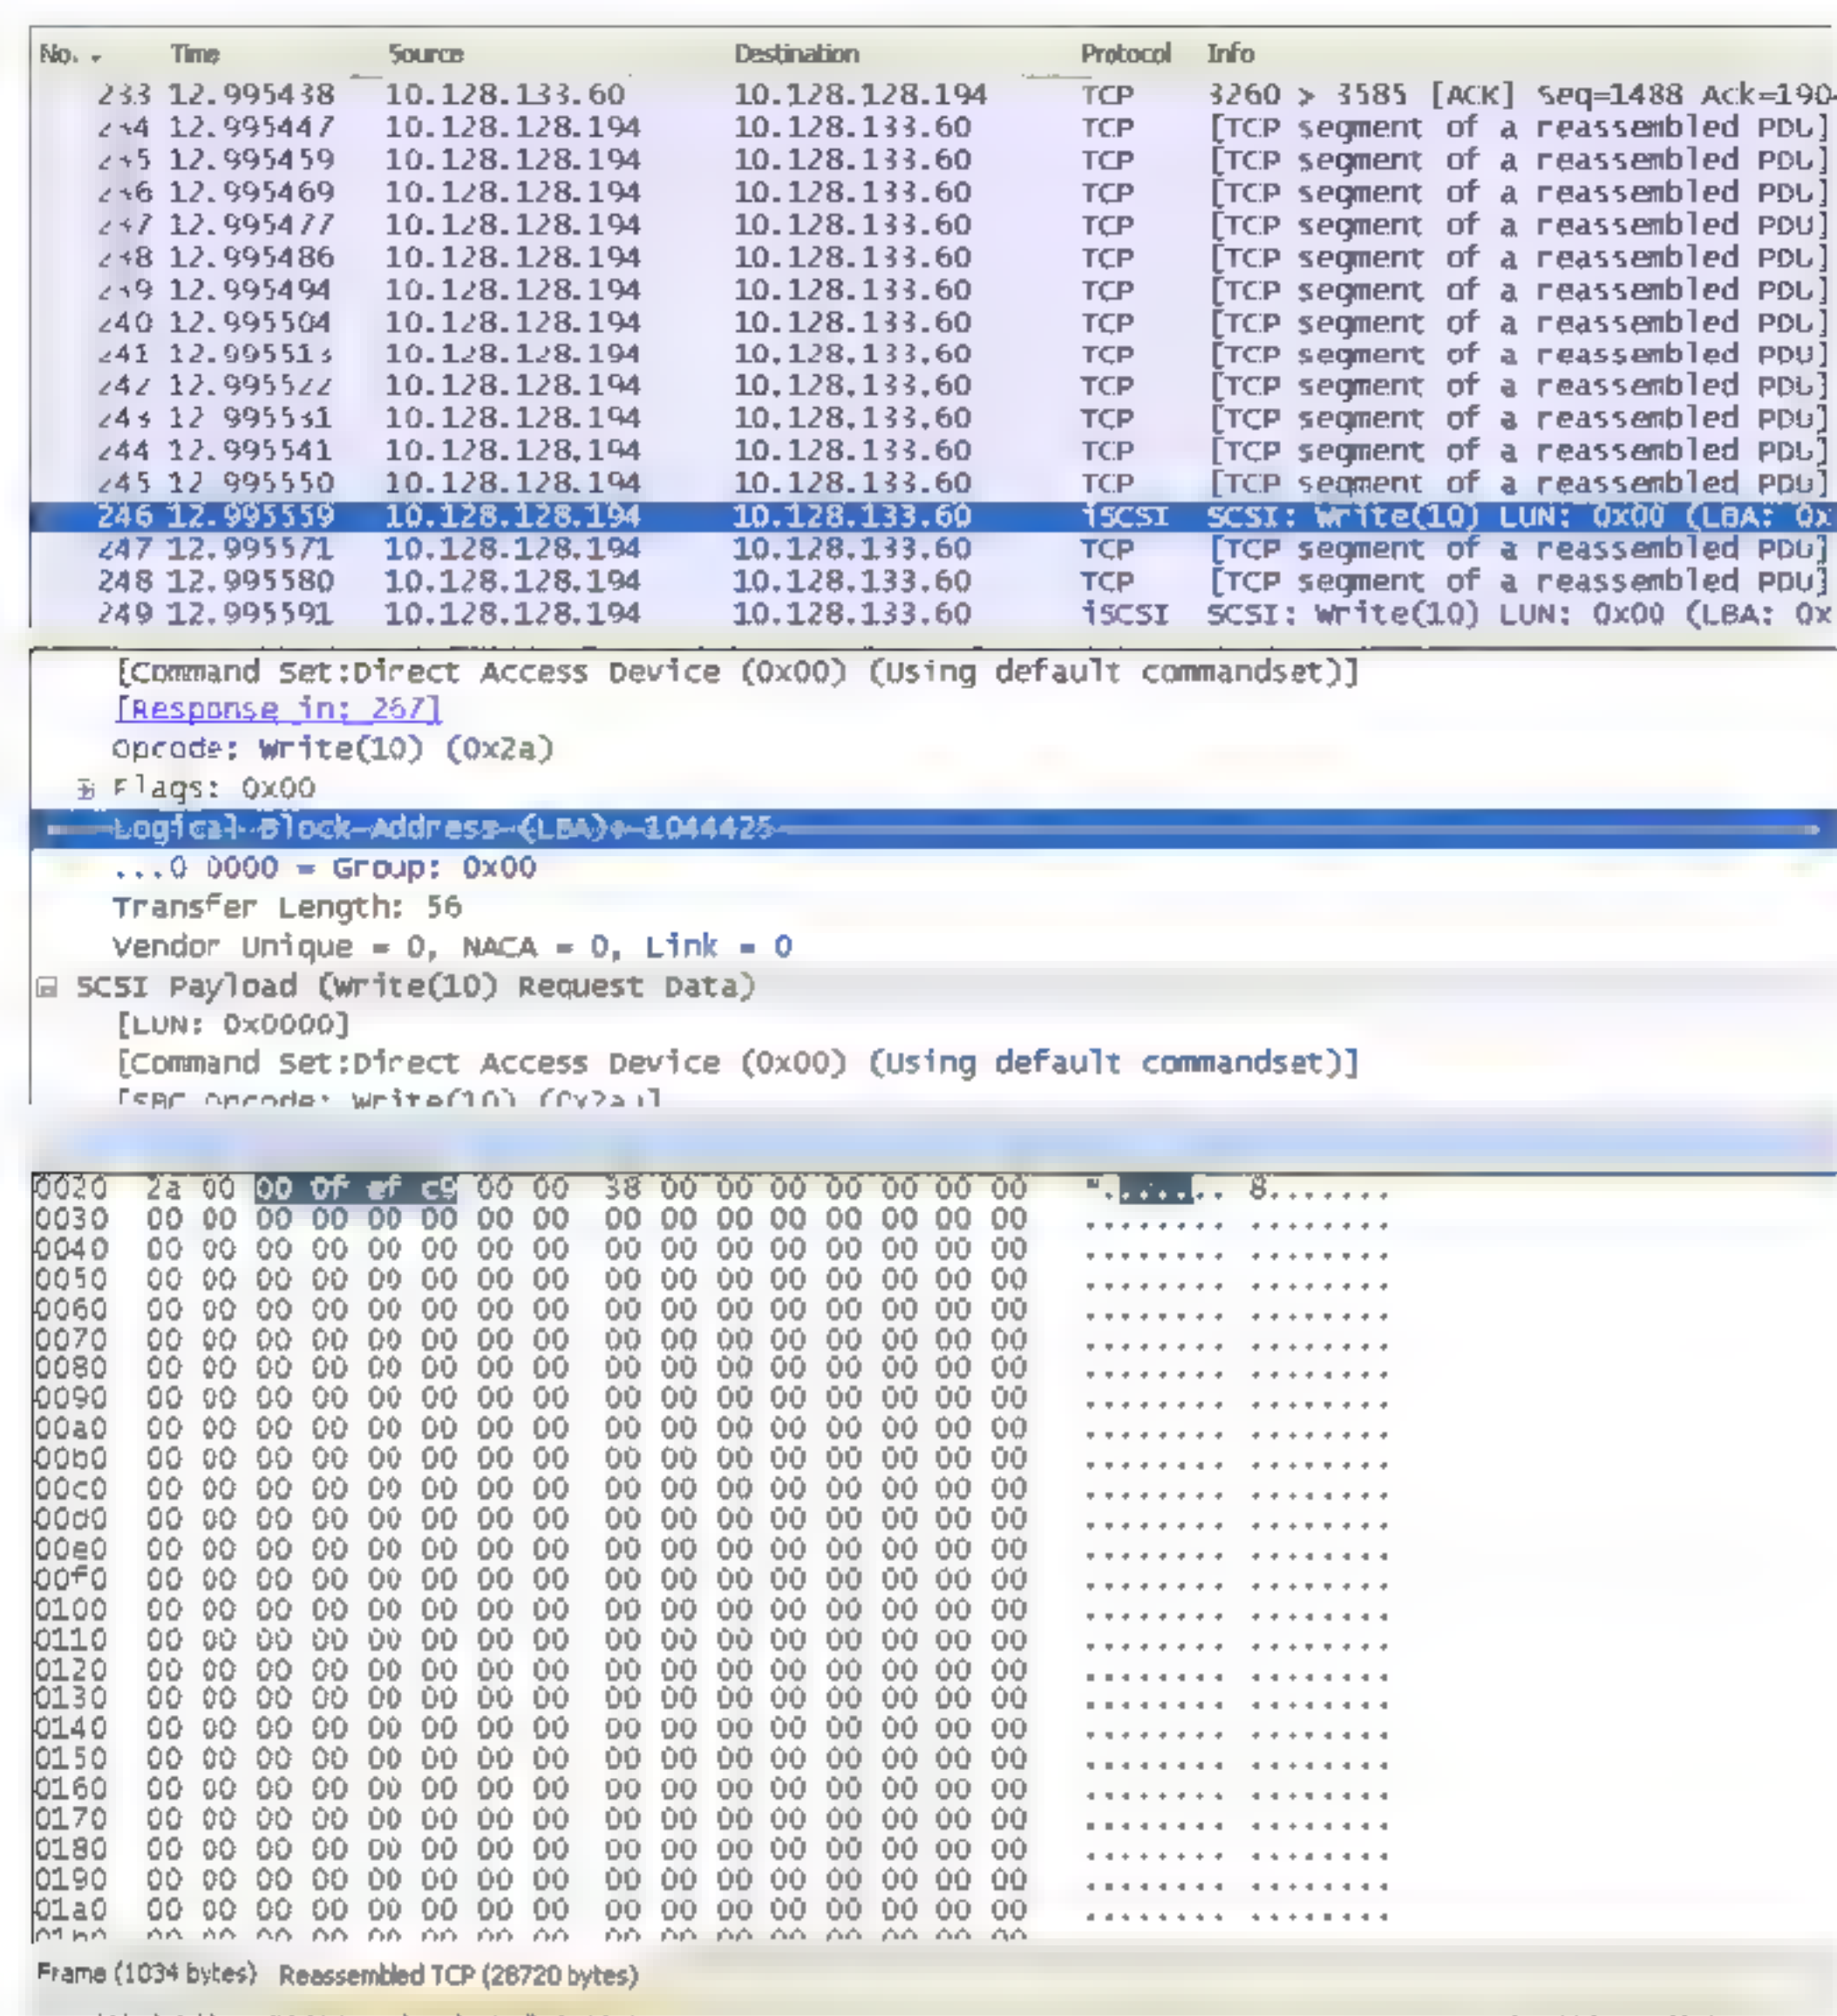 No. Time Source Destination Protocol Info
233 12.995438 10.128.133.60 10.128.128.194 TCP 3260 > 3585 [ACK] Seq=1488 Ack=190
234 12.995447 10.128.128.194 10.128.133.60 TCP [TCP segment of a reassembled PDU]
235 12.995459 10.128.128.194 10.128.133.60 TCP [TCP segment of a reassembled PDU]
236 12.995469 10.128.128.194 10.128.133.60 TCP [TCP segment of a reassembled PDU]
237 12.995477 10.128.128.194 10.128.133.60 TCP [TCP segment of a reassembled PDU]
238 12.995486 10.128.128.194 10.128.133.60 TCP [TCP segment of a reassembled PDU]
239 12.995494 10.128.128.194 10.128.133.60 TCP [TCP segment of a reassembled PDU]
240 12.995504 10.128.128.194 10.128.133.60 TCP [TCP segment of a reassembled PDU]
241 12.995513 10.128.128.194 10.128.133.60 TCP [TCP segment of a reassembled PDU]
242 12.995522 10.128.128.194 10.128.133.60 TCP [TCP segment of a reassembled PDU]
243 12.995531 10.128.128.194 10.128.133.60 TCP [TCP segment of a reassembled PDU]
244 12.995541 10.128.128.194 10.128.133.60 TCP [TCP segment of a reassembled PDU]
245 12.995550 10.128.128.194 10.128.133.60 TCP [TCP segment of a reassembled PDU]
246 12.995559 10.128.128.194 10.128.133.60 iSCSI SCSI: Write(10) LUN: 0x00 (LBA: 0x
247 12.995571 10.128.128.194 10.128.133.60 TCP [TCP segment of a reassembled PDU]
248 12.995580 10.128.128.194 10.128.133.60 TCP [TCP segment of a reassembled PDU]
249 12.995591 10.128.128.194 10.128.133.60 iSCSI SCSI: Write(10) LUN: 0x00 (LBA: 0x
[Command Set:Direct Access Device (0x00) (Using default commandset)]
[Response in: 267]
Opcode: Write(10) (0x2a)
Flags: 0x00
Logical Block Address (LBA): 1044425
...0 0000 = Group: 0x00
Transfer Length: 56
Vendor Unique = 0, NACA = 0, Link = 0
SCSI Payload (Write(10) Request Data)
[LUN: 0x0000]
[Command Set:Direct Access Device (0x00) (Using default commandset)]
[SBC Opcode: Write(10) (0x2a)]
0020 2a 00 00 0f ef c9 00 00 38 00 00 00 00 00 00 00 *....... 8.......
0030 00 00 00 00 00 00 00 00 00 00 00 00 00 00 00 00 ........ ........
0040 00 00 00 00 00 00 00 00 00 00 00 00 00 00 00 00 ........ ........
0050 00 00 00 00 00 00 00 00 00 00 00 00 00 00 00 00 ........ ........
0060 00 00 00 00 00 00 00 00 00 00 00 00 00 00 00 00 ........ ........
0070 00 00 00 00 00 00 00 00 00 00 00 00 00 00 00 00 ........ ........
0080 00 00 00 00 00 00 00 00 00 00 00 00 00 00 00 00 ........ ........
0090 00 00 00 00 00 00 00 00 00 00 00 00 00 00 00 00 ........ ........
00a0 00 00 00 00 00 00 00 00 00 00 00 00 00 00 00 00 ........ ........
00b0 00 00 00 00 00 00 00 00 00 00 00 00 00 00 00 00 ........ ........
00c0 00 00 00 00 00 00 00 00 00 00 00 00 00 00 00 00 ........ ........
00d0 00 00 00 00 00 00 00 00 00 00 00 00 00 00 00 00 ........ ........
00e0 00 00 00 00 00 00 00 00 00 00 00 00 00 00 00 00 ........ ........
00f0 00 00 00 00 00 00 00 00 00 00 00 00 00 00 00 00 ........ ........
0100 00 00 00 00 00 00 00 00 00 00 00 00 00 00 00 00 ........ ........
0110 00 00 00 00 00 00 00 00 00 00 00 00 00 00 00 00 ........ ........
0120 00 00 00 00 00 00 00 00 00 00 00 00 00 00 00 00 ........ ........
0130 00 00 00 00 00 00 00 00 00 00 00 00 00 00 00 00 ........ ........
0140 00 00 00 00 00 00 00 00 00 00 00 00 00 00 00 00 ........ ........
0150 00 00 00 00 00 00 00 00 00 00 00 00 00 00 00 00 ........ ........
0160 00 00 00 00 00 00 00 00 00 00 00 00 00 00 00 00 ........ ........
0170 00 00 00 00 00 00 00 00 00 00 00 00 00 00 00 00 ........ ........
0180 00 00 00 00 00 00 00 00 00 00 00 00 00 00 00 00 ........ ........
0190 00 00 00 00 00 00 00 00 00 00 00 00 00 00 00 00 ........ ........
01a0 00 00 00 00 00 00 00 00 00 00 00 00 00 00 00 00 ........ ........
01b0 00 00 00 00 00 00 00 00 00 00 00 00 00 00 00 00
Frame (1034 bytes) Reassembled TCP (28720 bytes)